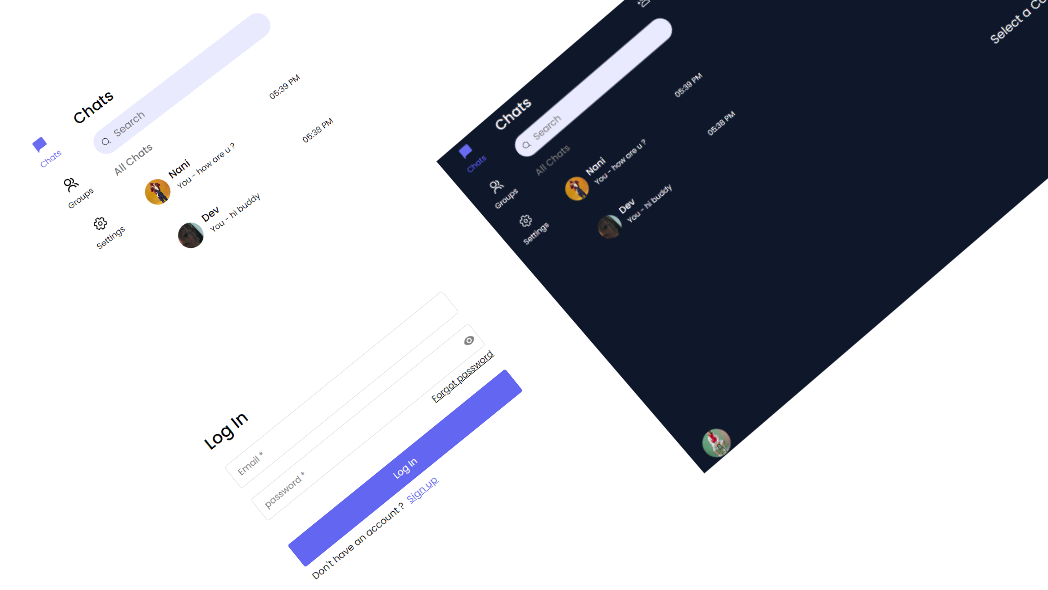 Chats
Search
All Chats
Nani
05:39 PM
You - how are u ?
Dev
05:38 PM
You - hi buddy
Chats
Groups
Settings
Log In
Email *
password *
Forgot password
Log In
Don't have an account ? Sign up
Chats
Search
All Chats
Nani
05:39 PM
You - how are u ?
Dev
05:38 PM
You - hi buddy
Chats
Groups
Settings
Select a